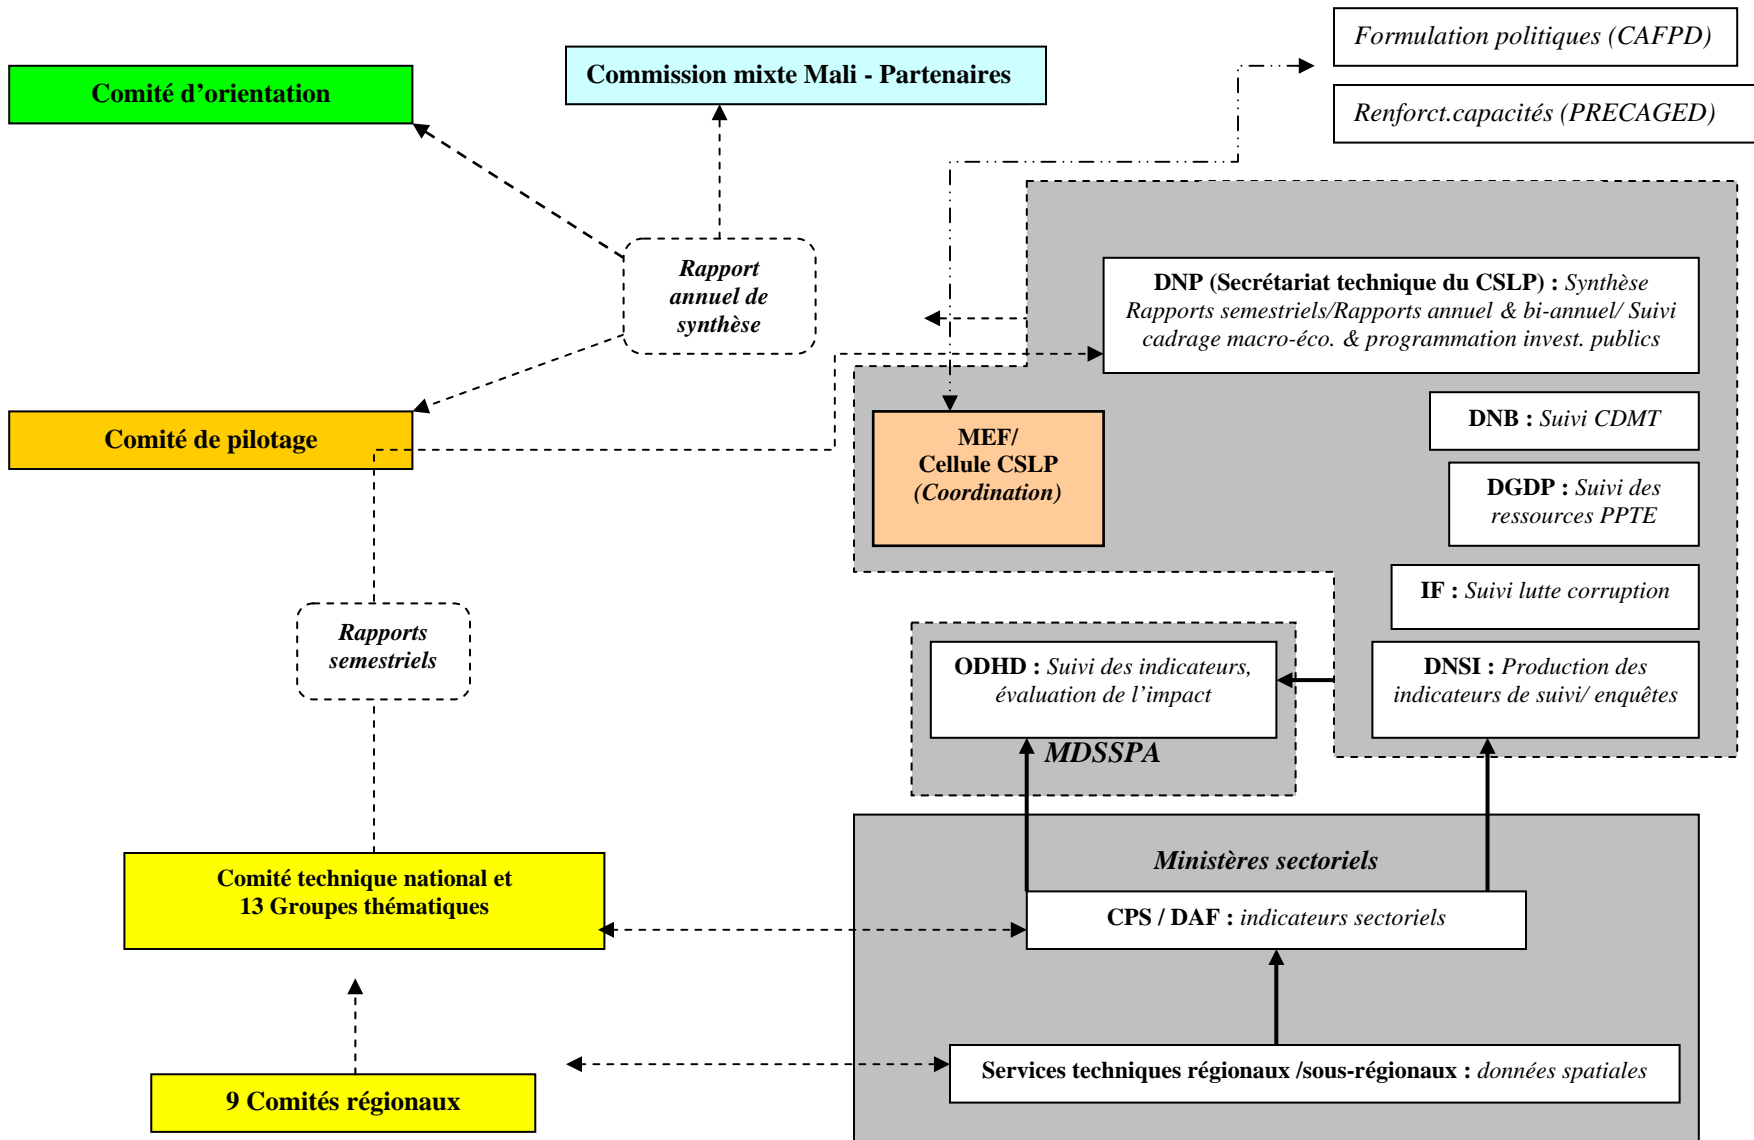 Formulation politiques (CAFPD)
Commission mixte Mali - Partenaires
Comité d’orientation
Renforct.capacités (PRECAGED)
Rapport
annuel de
synthèse
DNP (Secrétariat technique du CSLP) : Synthèse
Rapports semestriels/Rapports annuel & bi-annuel/ Suivi
cadrage macro-éco. & programmation invest. publics
Comité de pilotage
MEF/
Cellule CSLP
(Coordination)
DNB : Suivi CDMT
DGDP : Suivi des
ressources PPTE
IF : Suivi lutte corruption
Rapports
semestriels
ODHD : Suivi des indicateurs,
évaluation de l’impact
MDSSPA
DNSI : Production des
indicateurs de suivi/ enquêtes
Comité technique national et
13 Groupes thématiques
Ministères sectoriels
CPS / DAF : indicateurs sectoriels
Services techniques régionaux /sous-régionaux : données spatiales
9 Comités régionaux